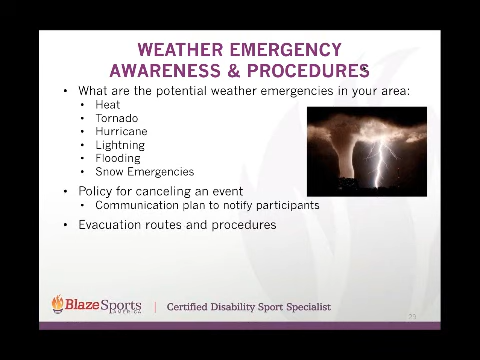 WEATHER EMERGENCY
AWARENESS & PROCEDURES
• What are the potential weather emergencies in your area:
• Heat
• Tornado
• Hurricane
• Lightning
• Flooding
• Snow Emergencies
• Policy for canceling an event
• Communication plan to notify participants
• Evacuation routes and procedures
BlazeSports
AMERICA
Certified Disability Sport Specialist